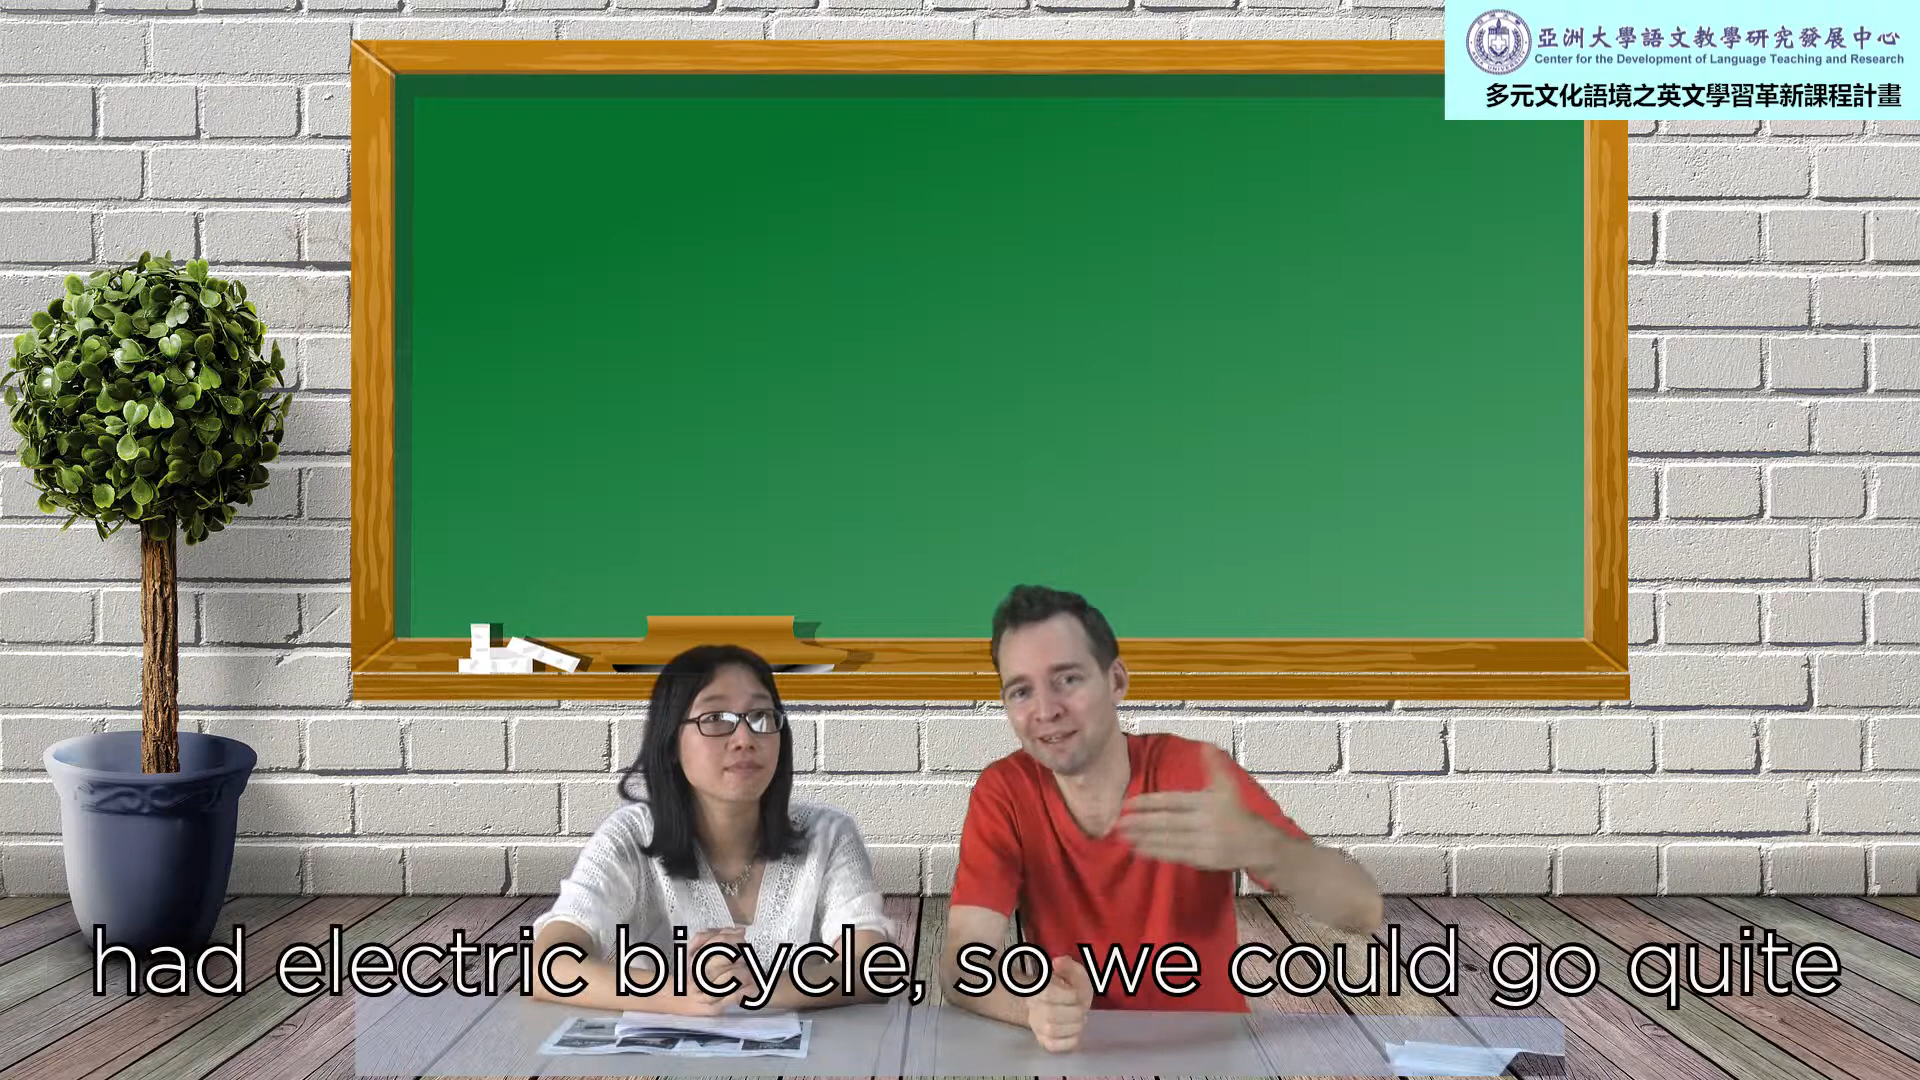 亞洲大學語文教學研究發展中心
Center for the Development of Language Teaching and Research
多元文化語境之英文學習革新課程計畫
had electric bicycle, so we could go quite